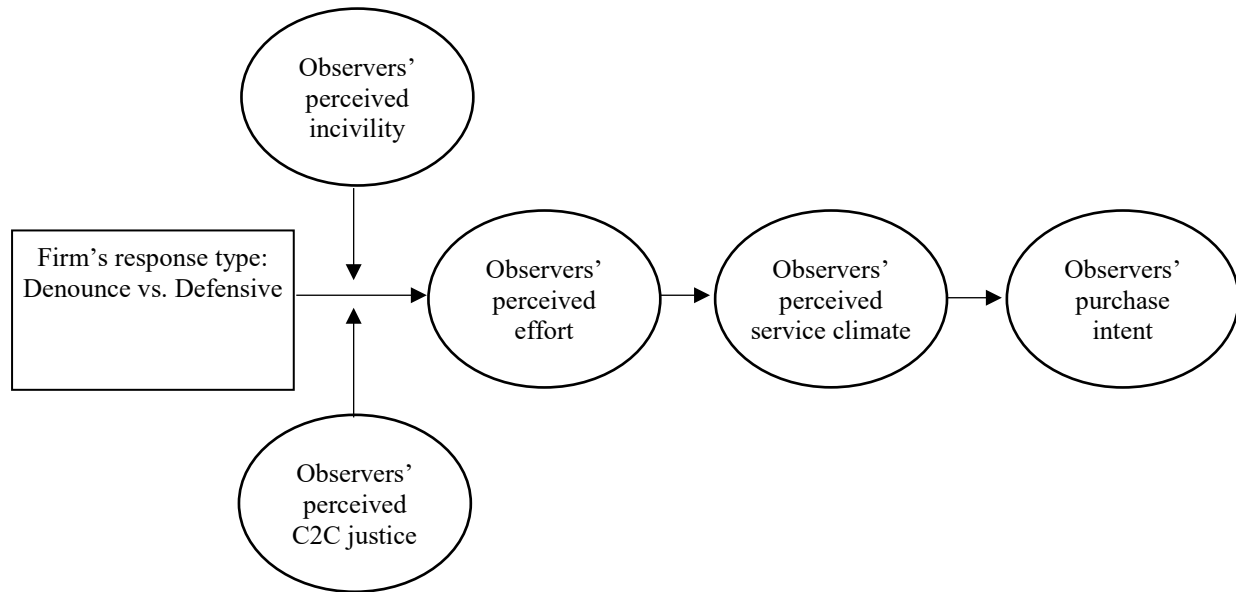 Observers’
perceived
incivility
Firm’s response type:
Denounce vs. Defensive
Observers’
perceived
effort
Observers’
perceived
service climate
Observers’
purchase
intent
Observers’
perceived
C2C justice